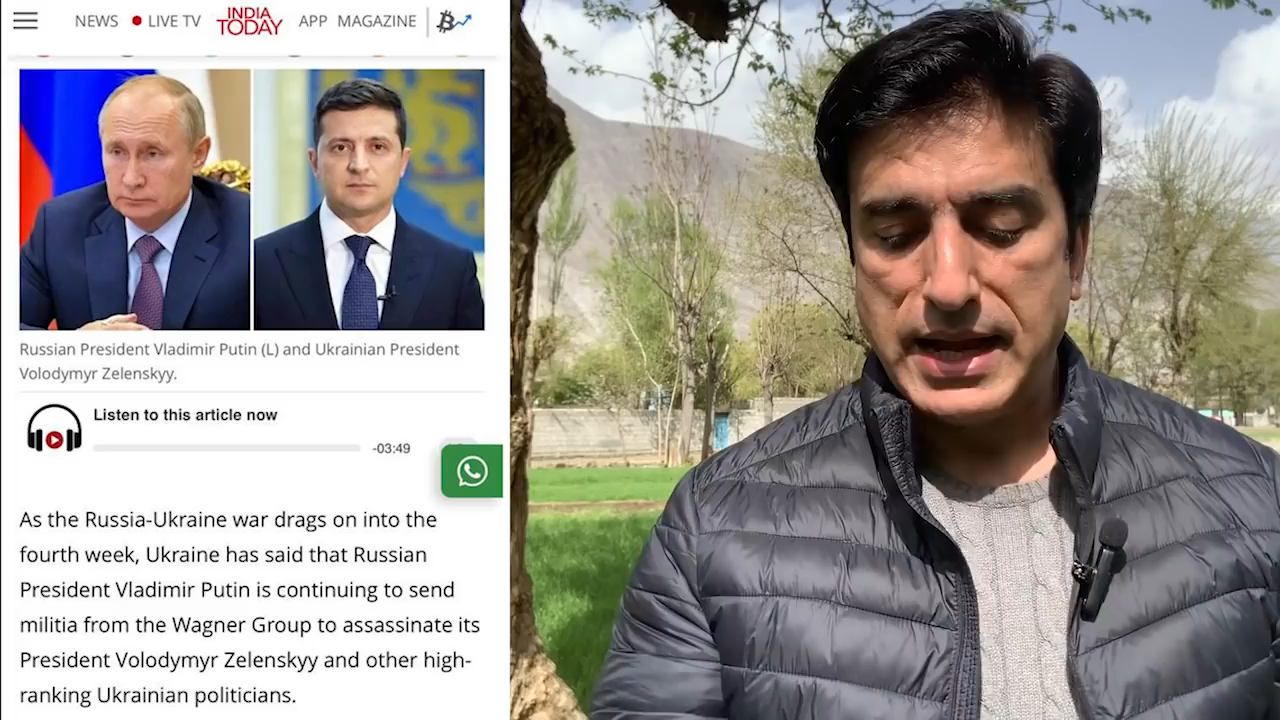 NEWS LIVE TV INDIA TODAY APP MAGAZINE
Russian President Vladimir Putin (L) and Ukrainian President
Volodymyr Zelenskyy.
Listen to this article now
-03:49
As the Russia-Ukraine war drags on into the
fourth week, Ukraine has said that Russian
President Vladimir Putin is continuing to send
militia from the Wagner Group to assassinate its
President Volodymyr Zelenskyy and other high-
ranking Ukrainian politicians.